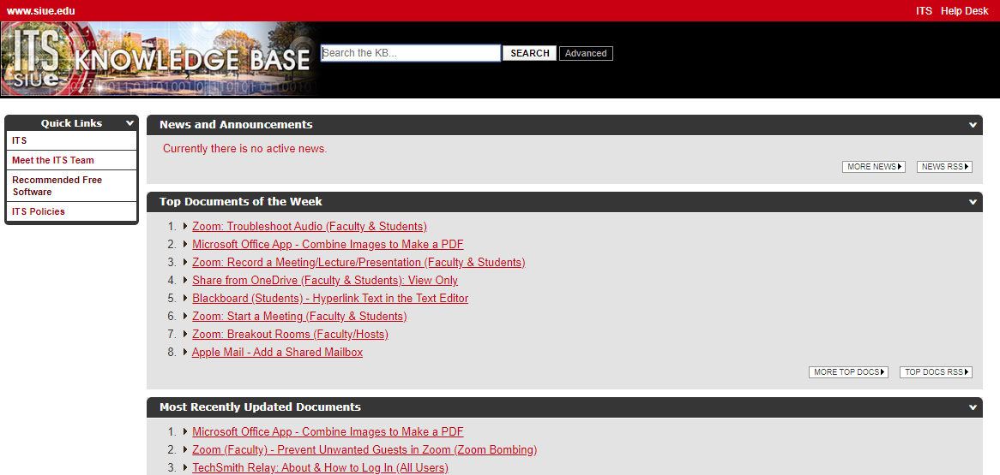 www.siue.edu
ITS Help Desk
ITS
SIUe
KNOWLEDGE BASE
Search the KB...
SEARCH
Advanced
Quick Links
ITS
Meet the ITS Team
Recommended Free
Software
ITS Policies
News and Announcements
Currently there is no active news.
MORE NEWS
NEWS RSS
Top Documents of the Week
1. Zoom: Troubleshoot Audio (Faculty & Students)
2. Microsoft Office App - Combine Images to Make a PDF
3. Zoom: Record a Meeting/Lecture/Presentation (Faculty & Students)
4. Share from OneDrive (Faculty & Students): View Only
5. Blackboard (Students) - Hyperlink Text in the Text Editor
6. Zoom: Start a Meeting (Faculty & Students)
7. Zoom: Breakout Rooms (Faculty/Hosts)
8. Apple Mail - Add a Shared Mailbox
MORE TOP DOCS
TOP DOCS RSS
Most Recently Updated Documents
1. Microsoft Office App - Combine Images to Make a PDF
2. Zoom (Faculty) - Prevent Unwanted Guests in Zoom (Zoom Bombing)
3. TechSmith Relay: About & How to Log In (All Users)